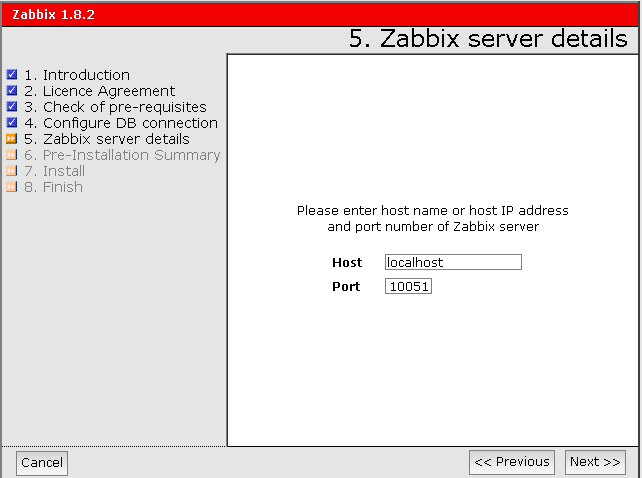 Zabbix 1.8.2
5. Zabbix server details
1. Introduction
2. Licence Agreement
3. Check of pre-requisites
4. Configure DB connection
5. Zabbix server details
6. Pre-Installation Summary
7. Install
8. Finish
Please enter host name or host IP address
and port number of Zabbix server
Host localhost
Port 10051
Cancel << Previous Next >>